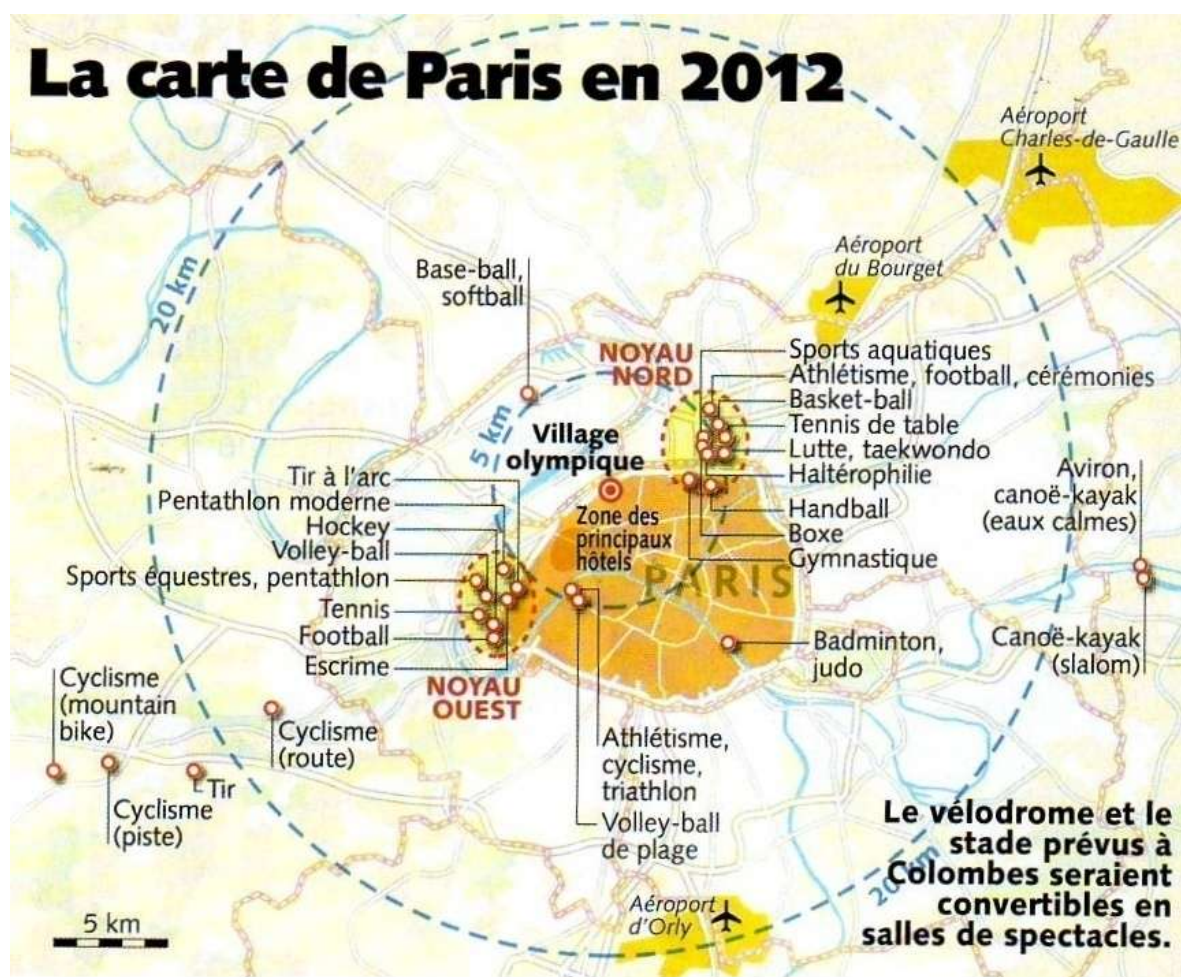 La carte de Paris en 2012
Aéroport
Charles-de-Gaulle
Aéroport
du Bourget
20 km
Base-ball,
softball
NOYAU
NORD
Sports aquatiques
Athlétisme, football, cérémonies
Basket-ball
Tennis de table
Lutte, taekwondo
Haltérophilie
Handball
Boxe
Gymnastique
5 km
Village
olympique
Zone des
principaux
hôtels
PARIS
Aviron,
canoë-kayak
(eaux calmes)
Canoë-kayak
(slalom)
Tir à l'arc
Pentathlon moderne
Hockey
Volley-ball
Sports équestres, pentathlon
Tennis
Football
Escrime
NOYAU
OUEST
Badminton,
judo
Cyclisme
(mountain
bike)
Cyclisme
(route)
Tir
Cyclisme
(piste)
Athlétisme,
cyclisme,
triathlon
Volley-ball
de plage
20 km
Aéroport
d'Orly
5 km
Le vélodrome et le
stade prévus à
Colombes seraient
convertibles en
salles de spectacles.